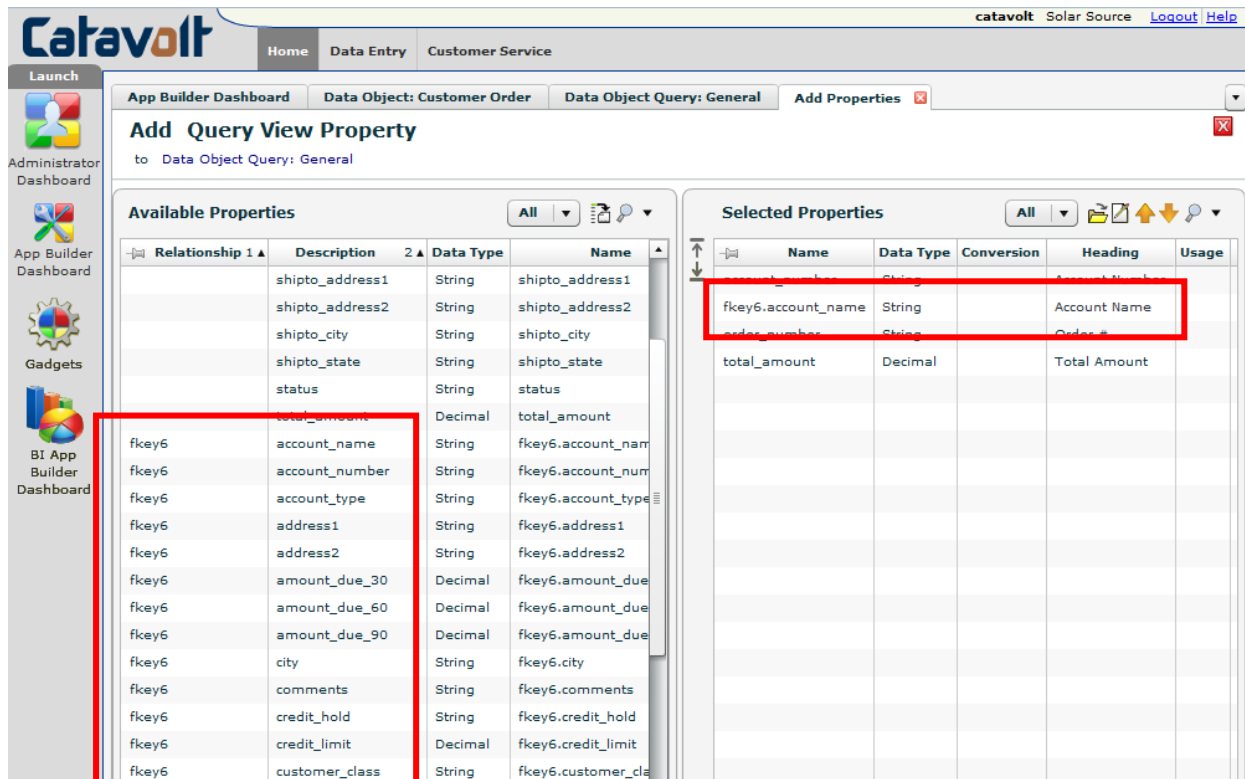 catavolt Solar Source Logout Help
Catavolt
Home Data Entry Customer Service
Launch
Administrator
Dashboard
App Builder
Dashboard
Gadgets
BI App
Builder
Dashboard
App Builder Dashboard Data Object: Customer Order Data Object Query: General Add Properties
Add Query View Property
to Data Object Query: General
Available Properties All
Relationship 1 Description 2 Data Type Name
shipto_address1 String shipto_address1
shipto_address2 String shipto_address2
shipto_city String shipto_city
shipto_state String shipto_state
status String status
total_amount Decimal total_amount
fkey6 account_name String fkey6.account_nam
fkey6 account_number String fkey6.account_num
fkey6 account_type String fkey6.account_type
fkey6 address1 String fkey6.address1
fkey6 address2 String fkey6.address2
fkey6 amount_due_30 Decimal fkey6.amount_due
fkey6 amount_due_60 Decimal fkey6.amount_due
fkey6 amount_due_90 Decimal fkey6.amount_due
fkey6 city String fkey6.city
fkey6 comments String fkey6.comments
fkey6 credit_hold String fkey6.credit_hold
fkey6 credit_limit Decimal fkey6.credit_limit
fkey6 customer_class String fkey6.customer_cla
Selected Properties All
Name Data Type Conversion Heading Usage
account_number String Account Number
fkey6.account_name String Account Name
order_number String Order #
total_amount Decimal Total Amount